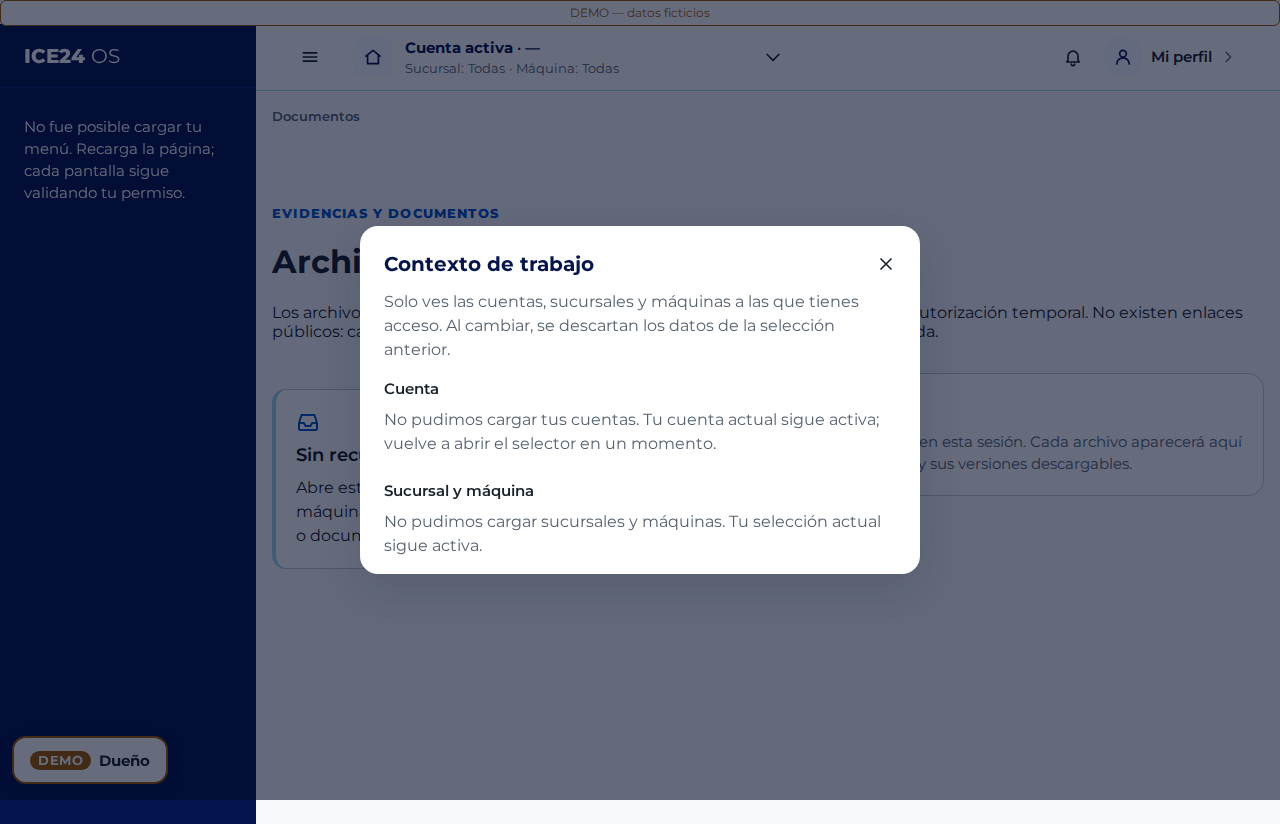 DEMO — datos ficticios
ICE24 OS
Cuenta activa · —
Sucursal: Todas · Máquina: Todas
Mi perfil
No fue posible cargar tu
menú. Recarga la página;
cada pantalla sigue
validando tu permiso.
Documentos
EVIDENCIAS Y DOCUMENTOS
Archi
Los archivo
utorización temporal. No existen enlaces
públicos: ca
da.
Sin recu
Abre est
máquin
o docum
en esta sesión. Cada archivo aparecerá aquí
y sus versiones descargables.
Contexto de trabajo
Solo ves las cuentas, sucursales y máquinas a las que tienes
acceso. Al cambiar, se descartan los datos de la selección
anterior.
Cuenta
No pudimos cargar tus cuentas. Tu cuenta actual sigue activa;
vuelve a abrir el selector en un momento.
Sucursal y máquina
No pudimos cargar sucursales y máquinas. Tu selección actual
sigue activa.
DEMO Dueño